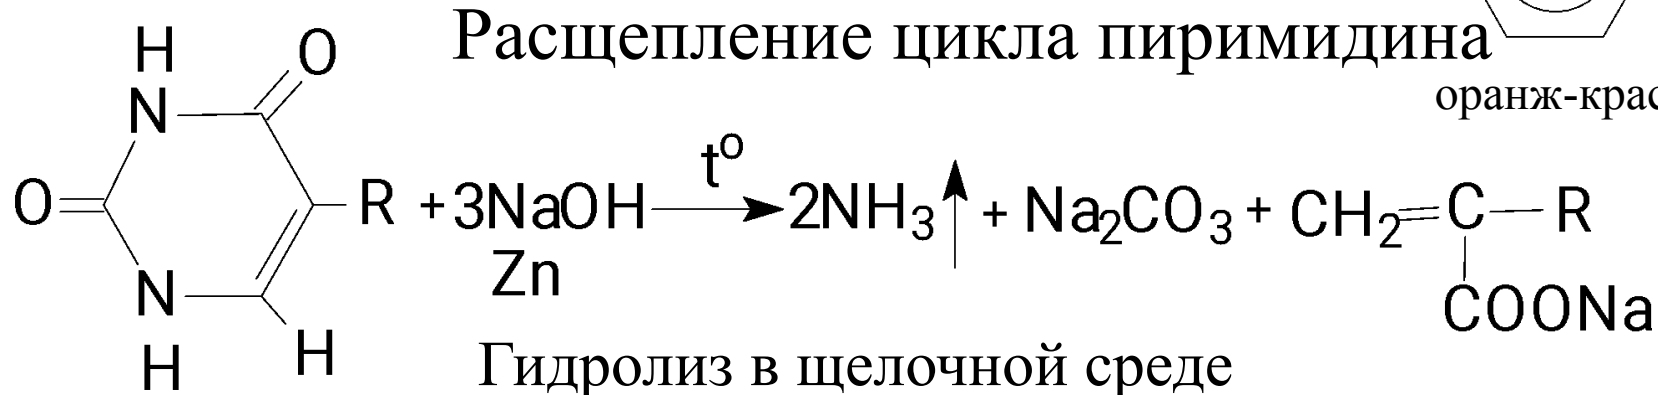 Расщепление цикла пиримидина
оранж-крас
H
O
N
O
R
N
H
H
+3NaOH
Zn
t°
2NH₃ + Na₂CO₃ + CH₂=C—R
COONa
Гидролиз в щелочной среде